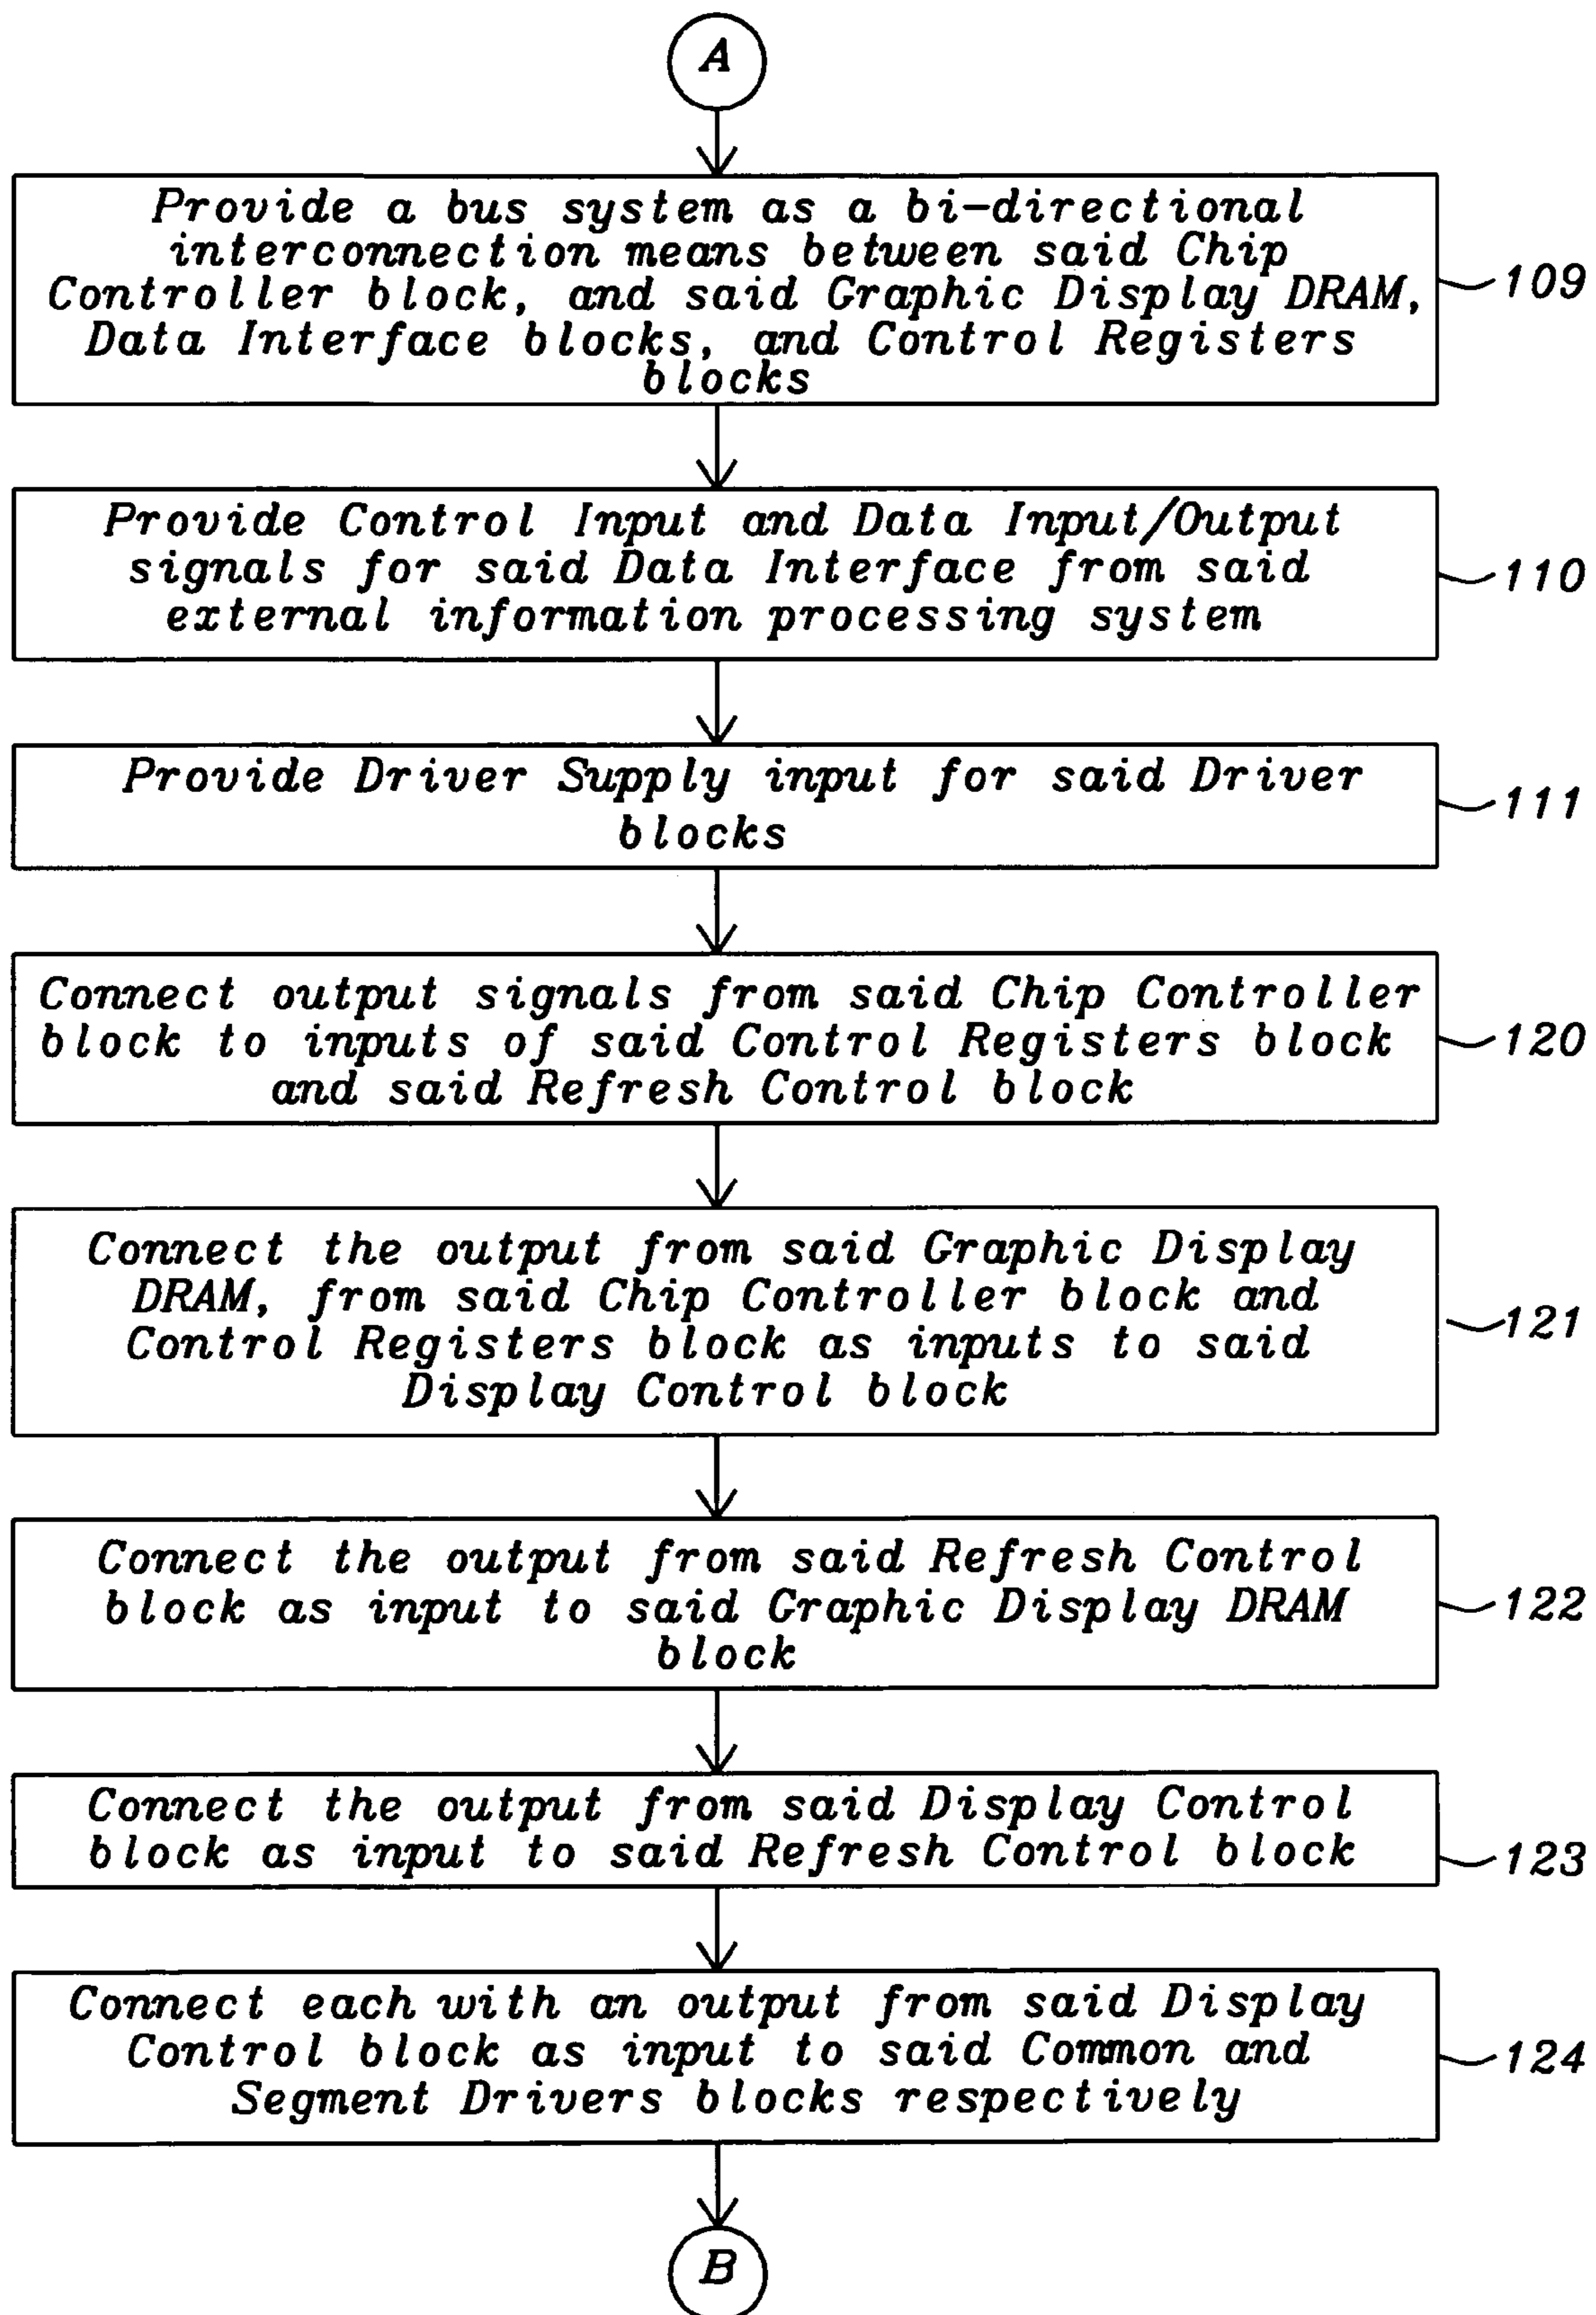 A
Provide a bus system as a bi-directional
interconnection means between said Chip
Controller block, and said Graphic Display DRAM,
Data Interface blocks, and Control Registers
blocks
109
Provide Control Input and Data Input/Output
signals for said Data Interface from said
external information processing system
110
Provide Driver Supply input for said Driver
blocks
111
Connect output signals from said Chip Controller
block to inputs of said Control Registers block
and said Refresh Control block
120
Connect the output from said Graphic Display
DRAM, from said Chip Controller block and
Control Registers block as inputs to said
Display Control block
121
Connect the output from said Refresh Control
block as input to said Graphic Display DRAM
block
122
Connect the output from said Display Control
block as input to said Refresh Control block
123
Connect each with an output from said Display
Control block as input to said Common and
Segment Drivers blocks respectively
124
B